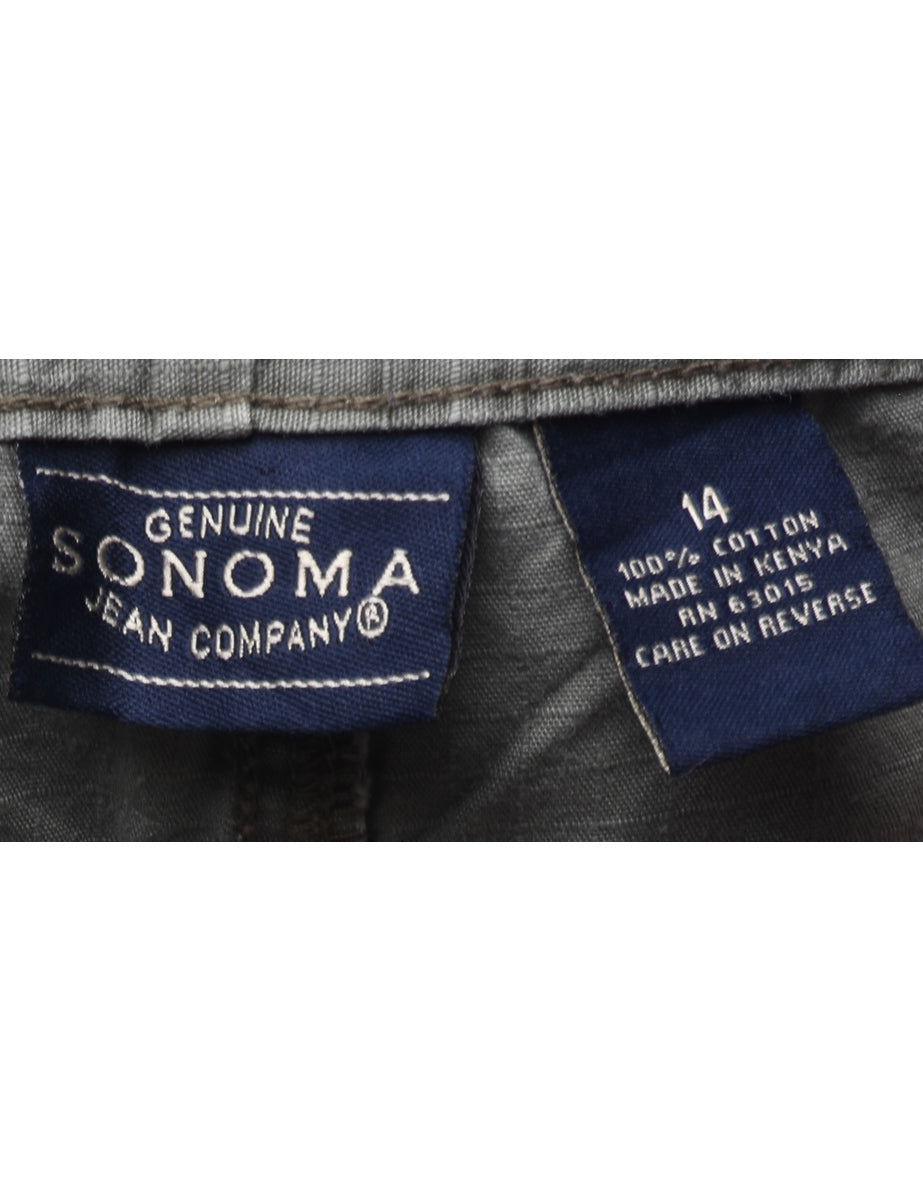 GENUINE
SONOMA
JEAN COMPANY®
14
100% COTTON
MADE IN KENYA
RN 63015
CARE ON REVERSE